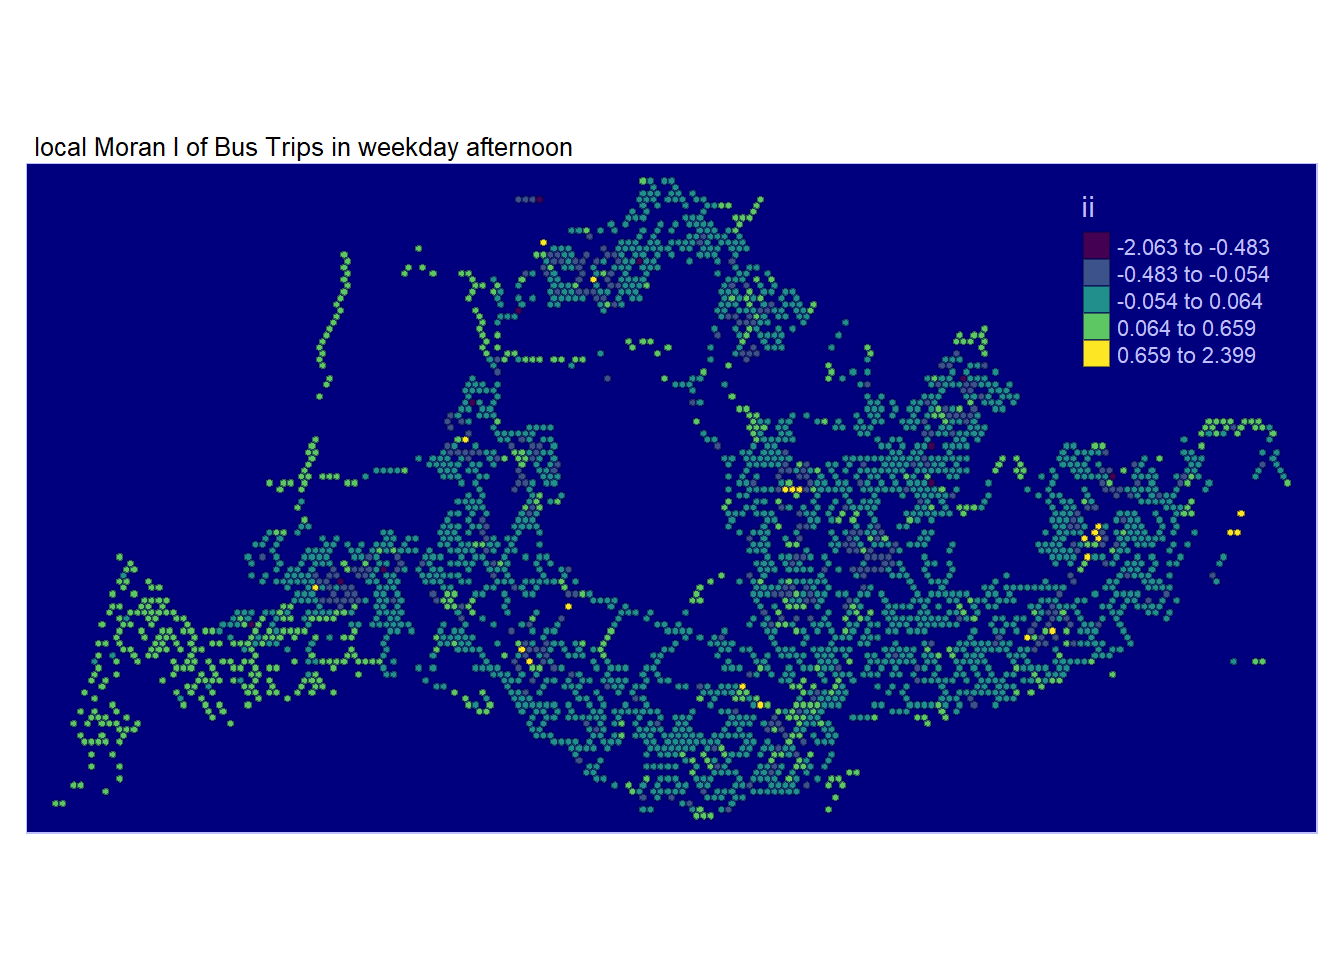 local Moran I of Bus Trips in weekday afternoon
ii
-2.063 to -0.483
-0.483 to -0.054
-0.054 to 0.064
0.064 to 0.659
0.659 to 2.399